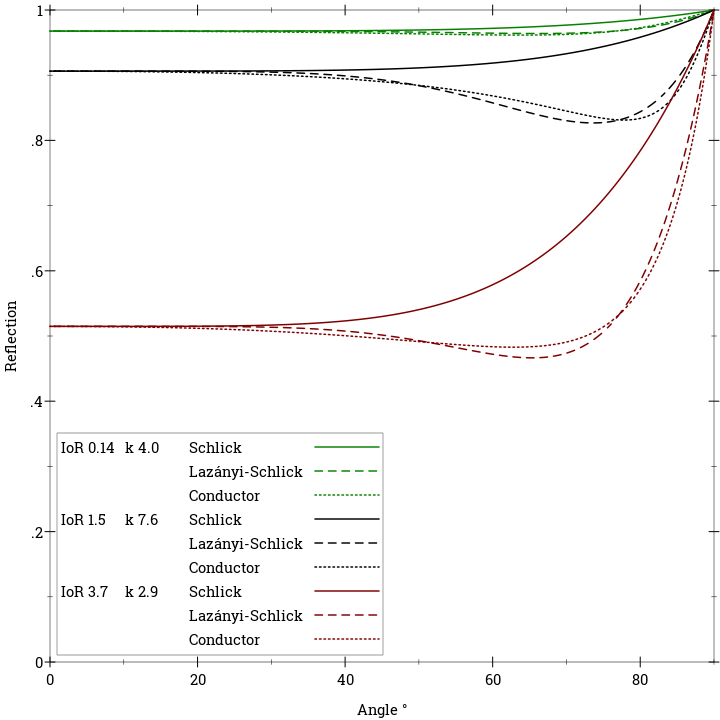 1
.8
.6
.4
.2
0
Reflection
IoR 0.14 k 4.0 Schlick
Lazányi-Schlick
Conductor
IoR 1.5 k 7.6 Schlick
Lazányi-Schlick
Conductor
IoR 3.7 k 2.9 Schlick
Lazányi-Schlick
Conductor
0 20 40 60 80
Angle °